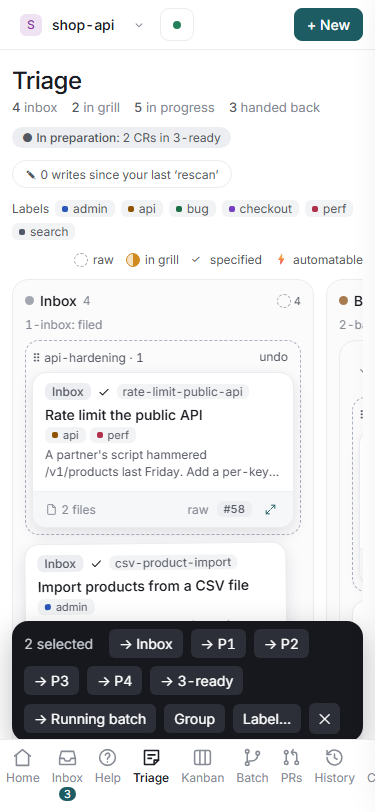 S shop-api + New
Triage
4 inbox 2 in grill 5 in progress 3 handed back
In preparation: 2 CRs in 3-ready
0 writes since your last ‘rescan’
Labels admin api bug checkout perf
search
raw in grill specified automatable
Inbox 4 4
1-inbox: filed
api-hardening · 1 undo
Inbox rate-limit-public-api
Rate limit the public API
api perf
A partner's script hammered
/v1/products last Friday. Add a per-key...
2 files raw #58
Inbox csv-product-import
Import products from a CSV file
admin
2 selected → Inbox → P1 → P2
→ P3 → P4 → 3-ready
→ Running batch Group Label...
Home Inbox Help Triage Kanban Batch PRs History
3